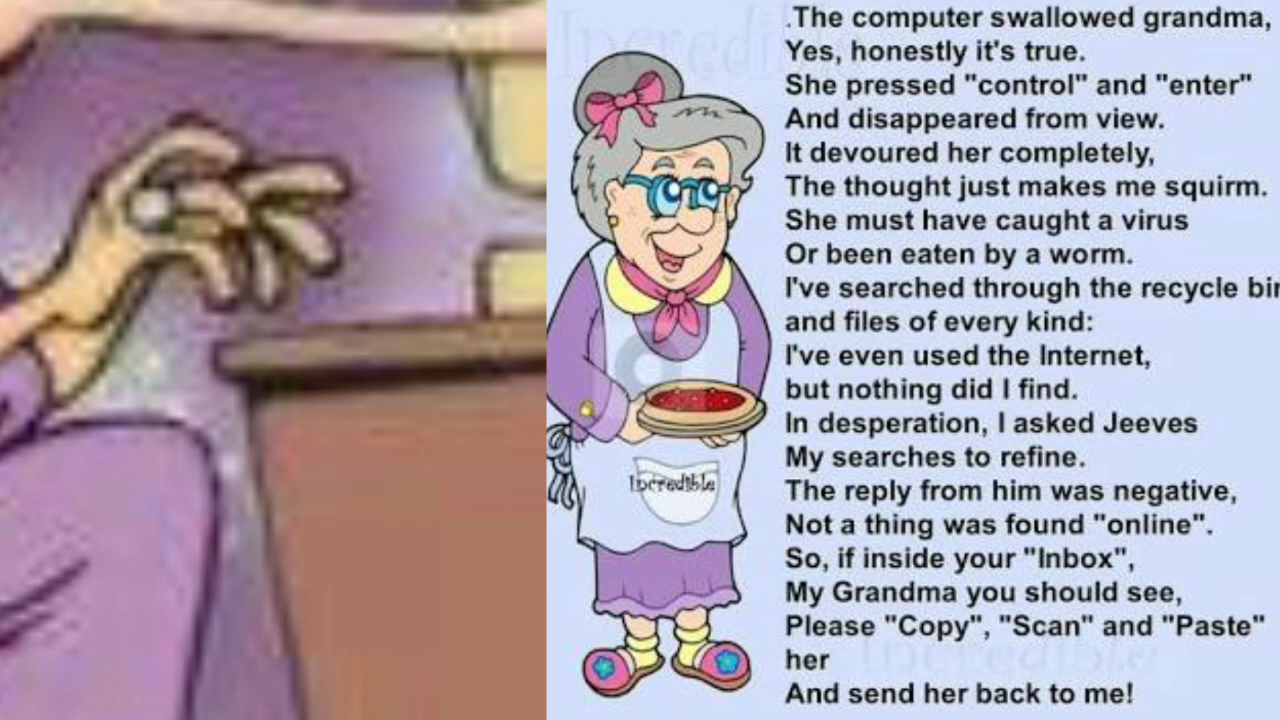 Incredible
.The computer swallowed grandma,
Yes, honestly it's true.
She pressed "control" and "enter"
And disappeared from view.
It devoured her completely,
The thought just makes me squirm.
She must have caught a virus
Or been eaten by a worm.
I've searched through the recycle bin
and files of every kind:
I've even used the Internet,
but nothing did I find.
In desperation, I asked Jeeves
My searches to refine.
The reply from him was negative,
Not a thing was found "online".
So, if inside your "Inbox",
My Grandma you should see,
Please "Copy", "Scan" and "Paste"
her
And send her back to me!
Incredible
Incredible